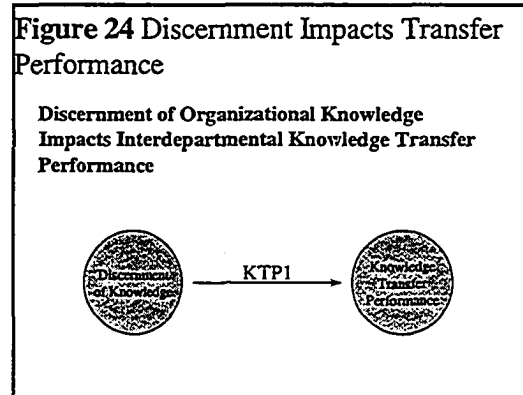 Figure 24 Discernment Impacts Transfer
Performance
Discernment of Organizational Knowledge
Impacts Interdepartmental Knowledge Transfer
Performance
Discernment
of Knowledge
KTP1
Knowledge
Transfer
Performance